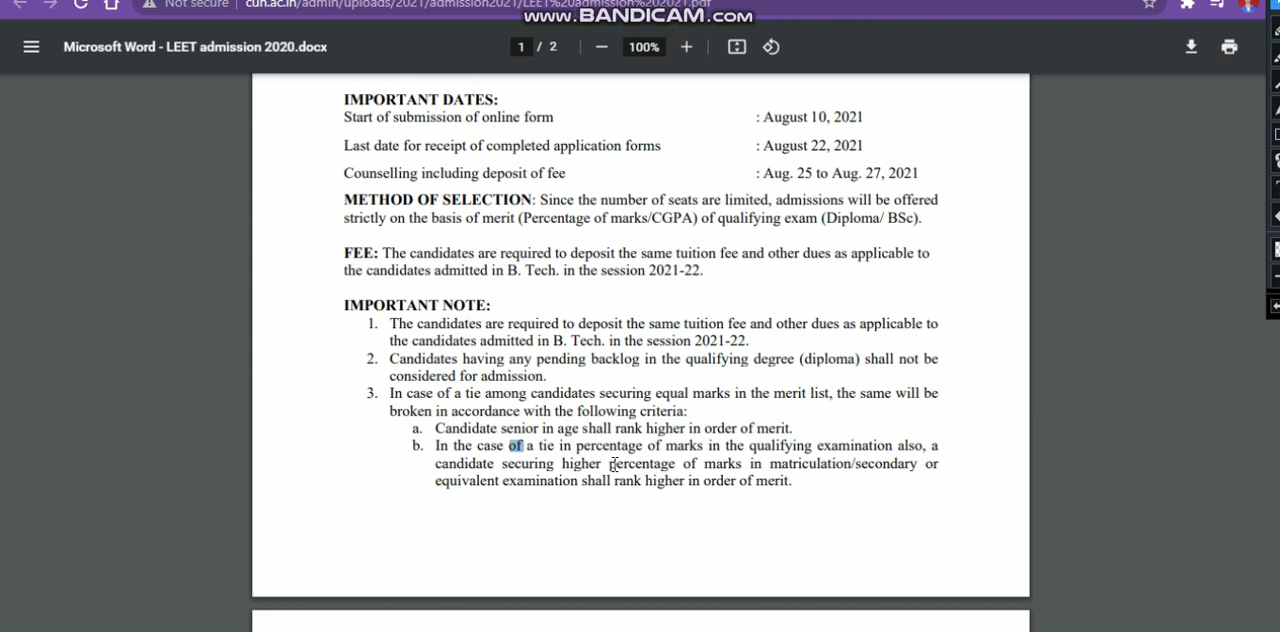 Not secure | cuh.ac.in/admin/uploads/2021/admission2021/LEET%20admission%202021.pdf
www.BANDICAM.com
Microsoft Word - LEET admission 2020.docx 1 / 2 100%
IMPORTANT DATES:
Start of submission of online form : August 10, 2021
Last date for receipt of completed application forms : August 22, 2021
Counselling including deposit of fee : Aug. 25 to Aug. 27, 2021
METHOD OF SELECTION: Since the number of seats are limited, admissions will be offered
strictly on the basis of merit (Percentage of marks/CGPA) of qualifying exam (Diploma/ BSc).
FEE: The candidates are required to deposit the same tuition fee and other dues as applicable to
the candidates admitted in B. Tech. in the session 2021-22.
IMPORTANT NOTE:
1. The candidates are required to deposit the same tuition fee and other dues as applicable to
the candidates admitted in B. Tech. in the session 2021-22.
2. Candidates having any pending backlog in the qualifying degree (diploma) shall not be
considered for admission.
3. In case of a tie among candidates securing equal marks in the merit list, the same will be
broken in accordance with the following criteria:
a. Candidate senior in age shall rank higher in order of merit.
b. In the case of a tie in percentage of marks in the qualifying examination also, a
candidate securing higher percentage of marks in matriculation/secondary or
equivalent examination shall rank higher in order of merit.